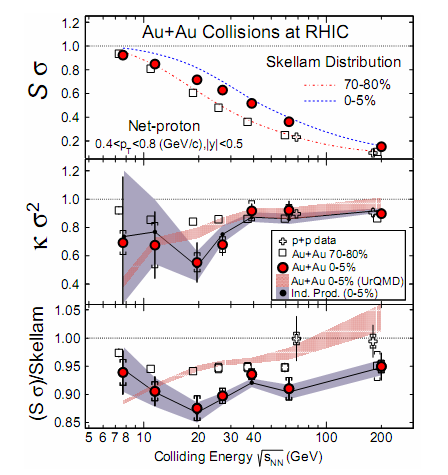 Au+Au Collisions at RHIC
Skellam Distribution
70-80%
0-5%
Net-proton
0.4<pT<0.8 (GeV/c),|y|<0.5
S σ
1.2
1.0
0.8
0.6
0.4
0.2
κ σ²
1.2
1.0
0.8
0.6
0.4
p+p data
Au+Au 70-80%
Au+Au 0-5%
Au+Au 0-5% (UrQMD)
Ind. Prod. (0-5%)
(S σ)/Skellam
1.05
1.00
0.95
0.90
0.85
5 6 7 8 10 20 30 40 100 200
Colliding Energy √sNN (GeV)